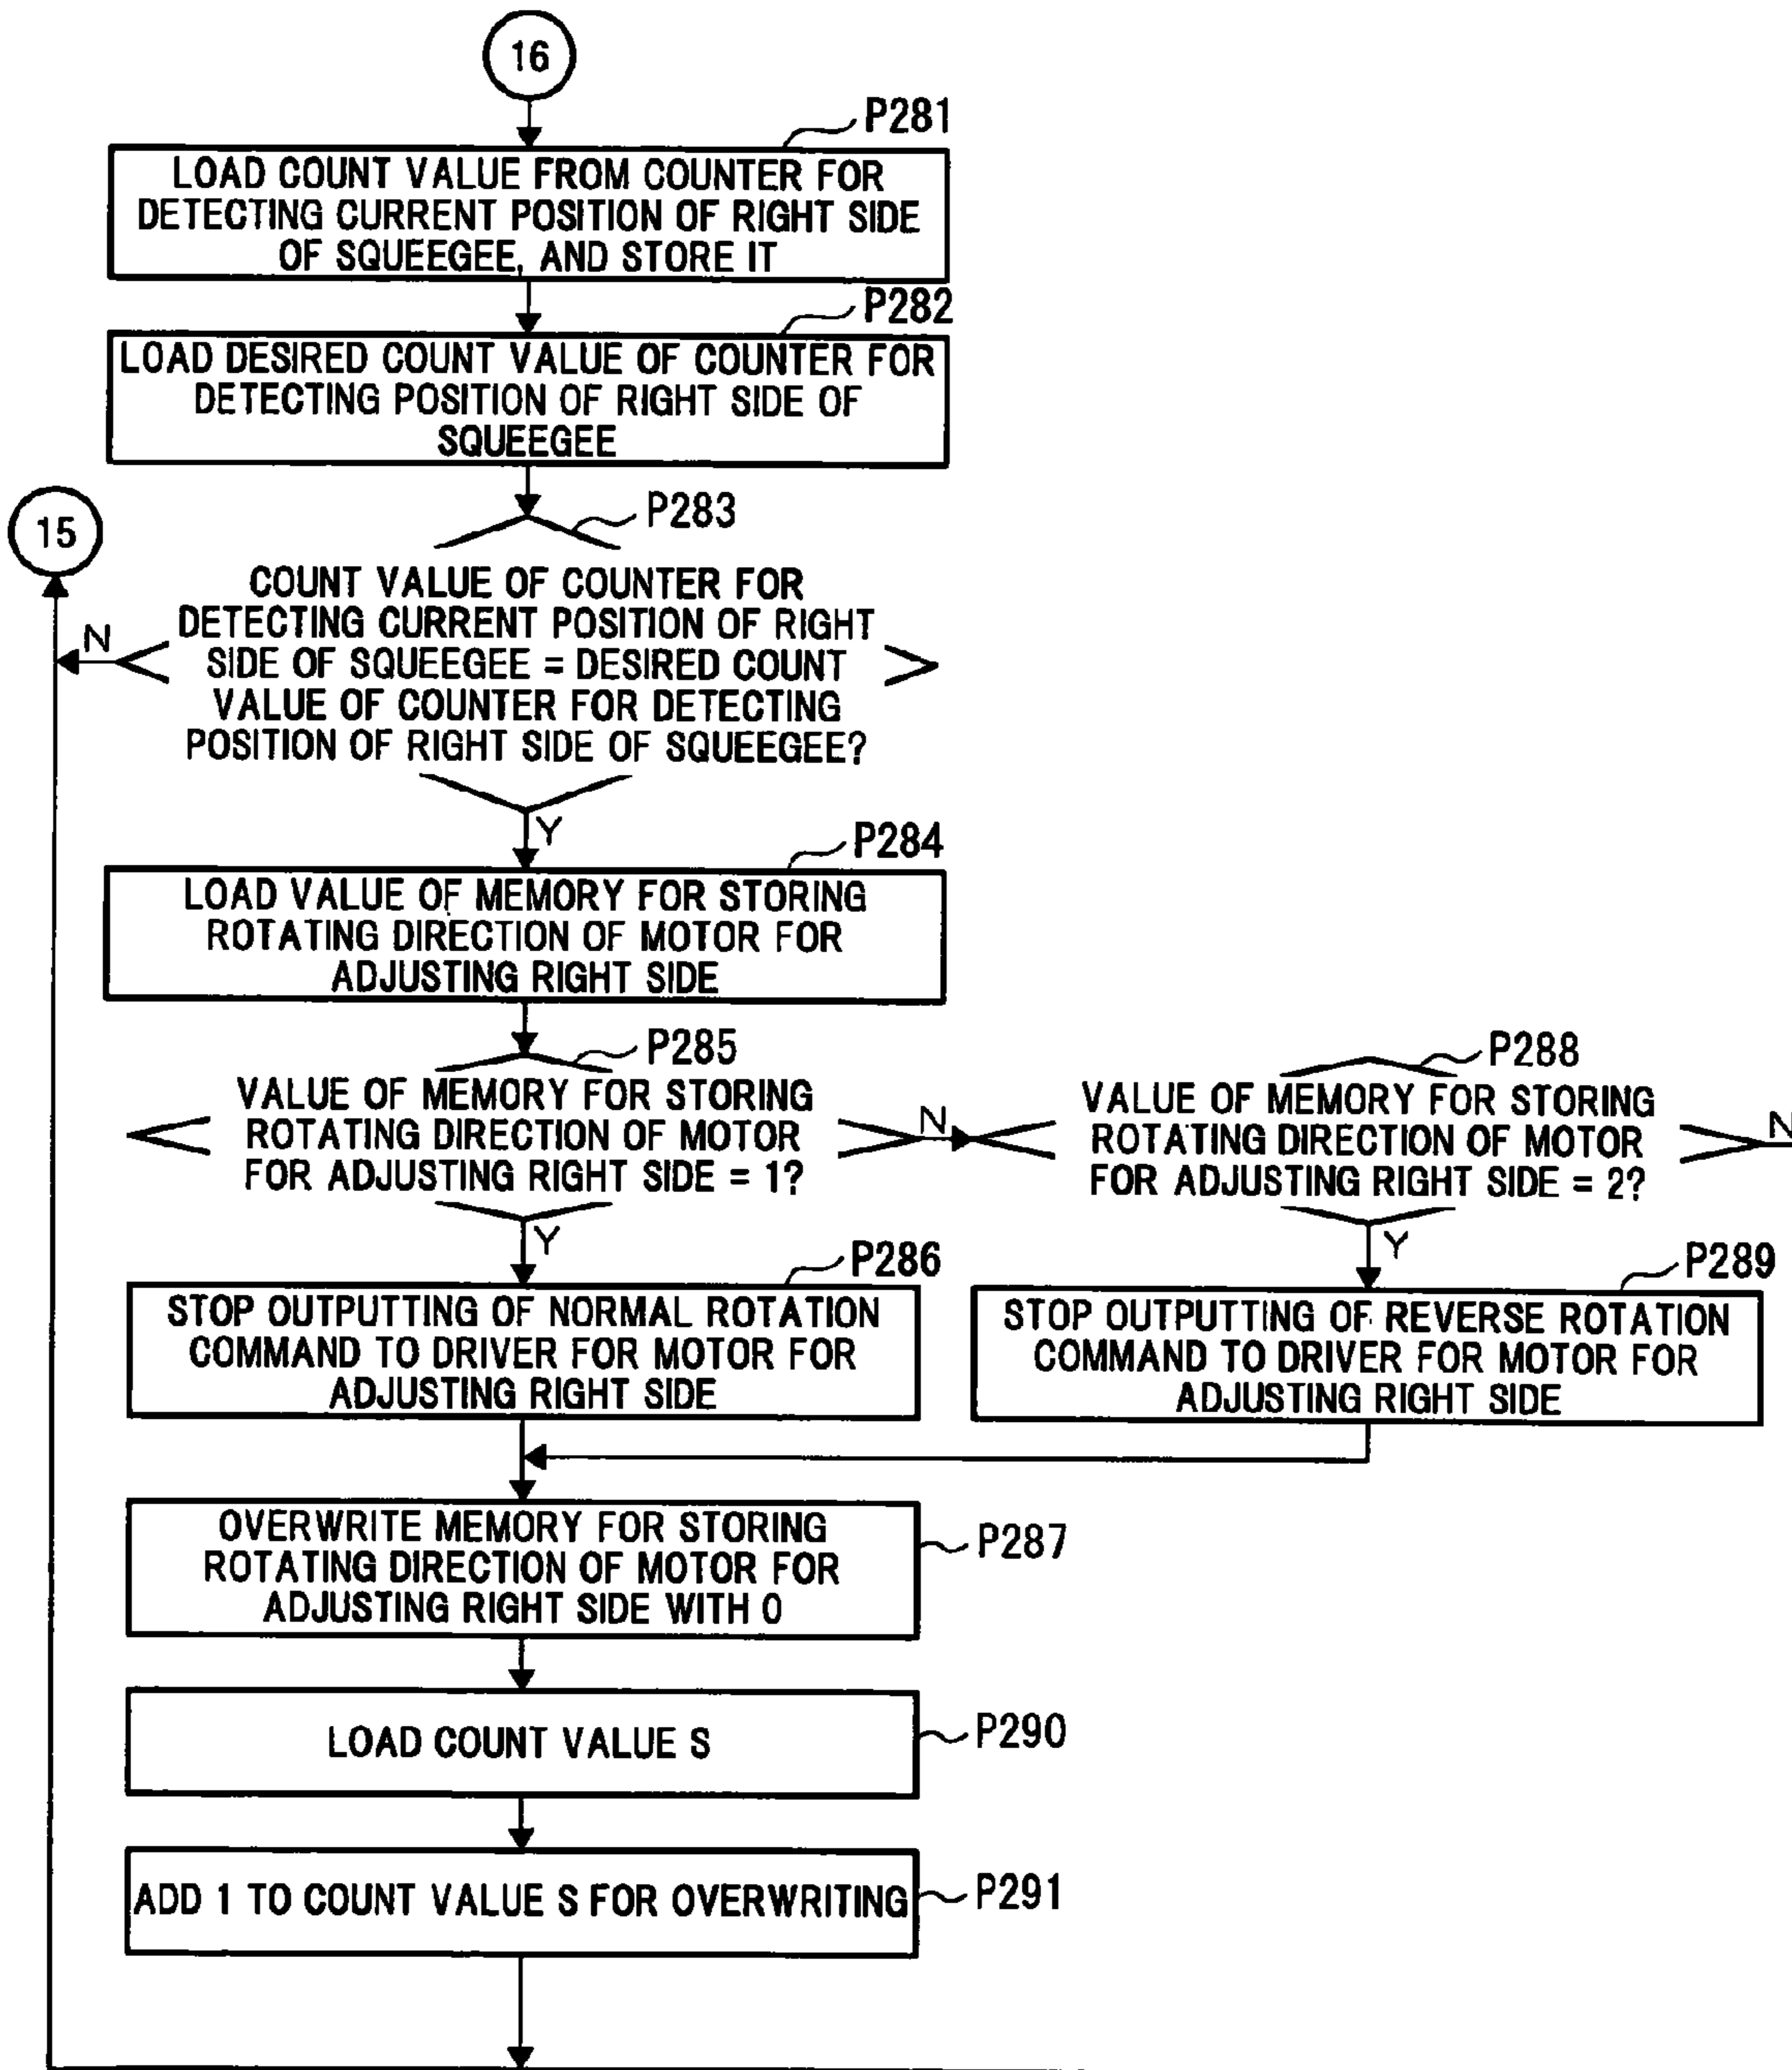 16
P281
LOAD COUNT VALUE FROM COUNTER FOR
DETECTING CURRENT POSITION OF RIGHT SIDE
OF SQUEEGEE, AND STORE IT
P282
LOAD DESIRED COUNT VALUE OF COUNTER FOR
DETECTING POSITION OF RIGHT SIDE OF
SQUEEGEE
15
P283
COUNT VALUE OF COUNTER FOR
DETECTING CURRENT POSITION OF RIGHT
SIDE OF SQUEEGEE = DESIRED COUNT
VALUE OF COUNTER FOR DETECTING
POSITION OF RIGHT SIDE OF SQUEEGEE?
N
Y
P284
LOAD VALUE OF MEMORY FOR STORING
ROTATING DIRECTION OF MOTOR FOR
ADJUSTING RIGHT SIDE
P285
VALUE OF MEMORY FOR STORING
ROTATING DIRECTION OF MOTOR
FOR ADJUSTING RIGHT SIDE = 1?
N
Y
P288
VALUE OF MEMORY FOR STORING
ROTATING DIRECTION OF MOTOR
FOR ADJUSTING RIGHT SIDE = 2?
N
Y
P286
STOP OUTPUTTING OF NORMAL ROTATION
COMMAND TO DRIVER FOR MOTOR FOR
ADJUSTING RIGHT SIDE
P289
STOP OUTPUTTING OF REVERSE ROTATION
COMMAND TO DRIVER FOR MOTOR FOR
ADJUSTING RIGHT SIDE
OVERWRITE MEMORY FOR STORING
ROTATING DIRECTION OF MOTOR FOR
ADJUSTING RIGHT SIDE WITH 0
P287
LOAD COUNT VALUE S
P290
ADD 1 TO COUNT VALUE S FOR OVERWRITING
P291